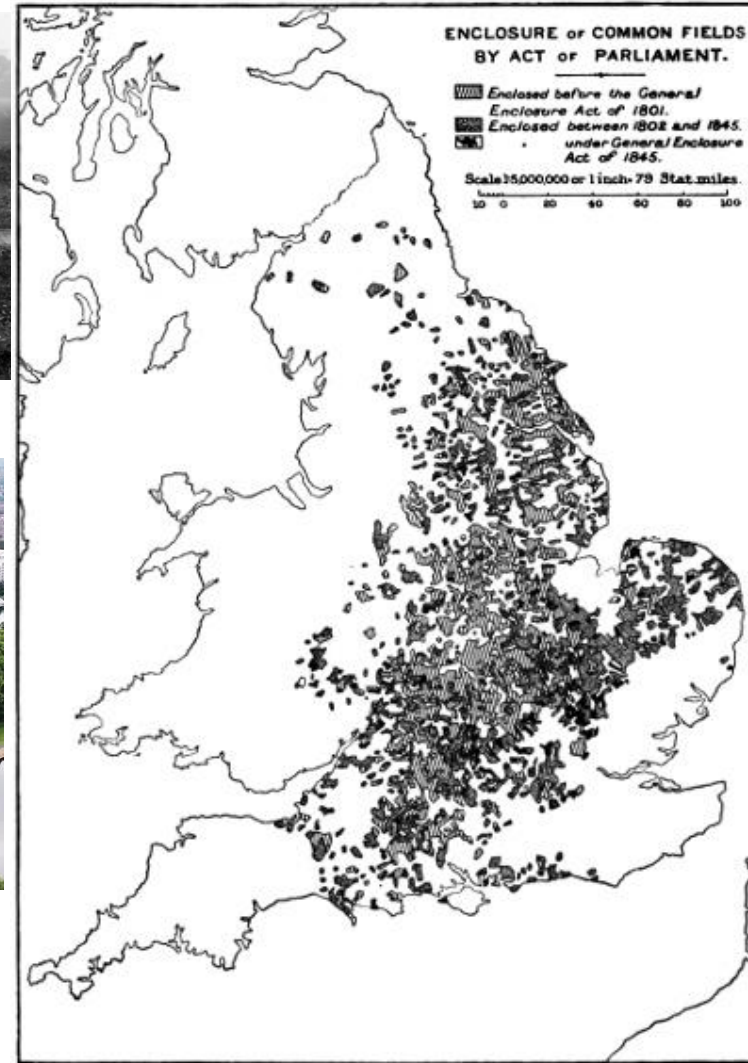 ENCLOSURE OF COMMON FIELDS
BY ACT OF PARLIAMENT.
Enclosed before the General
Enclosure Act of 1801.
Enclosed between 1802 and 1845.
" under General Enclosure
Act of 1845.
Scale 1:5,000,000 or 1 inch = 79 Stat. miles.
10 0 20 40 60 80 100